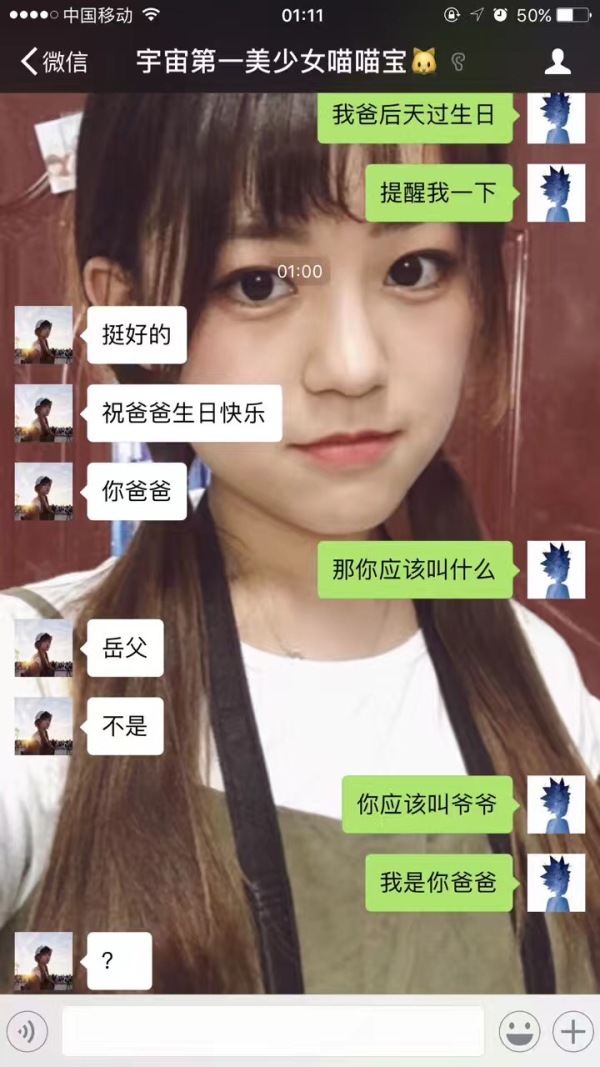 中国移动 01:11 50%
微信 宇宙第一美少女喵喵宝🐱
我爸后天过生日
提醒我一下
01:00
挺好的
祝爸爸生日快乐
你爸爸
那你应该叫什么
岳父
不是
你应该叫爷爷
我是你爸爸
?